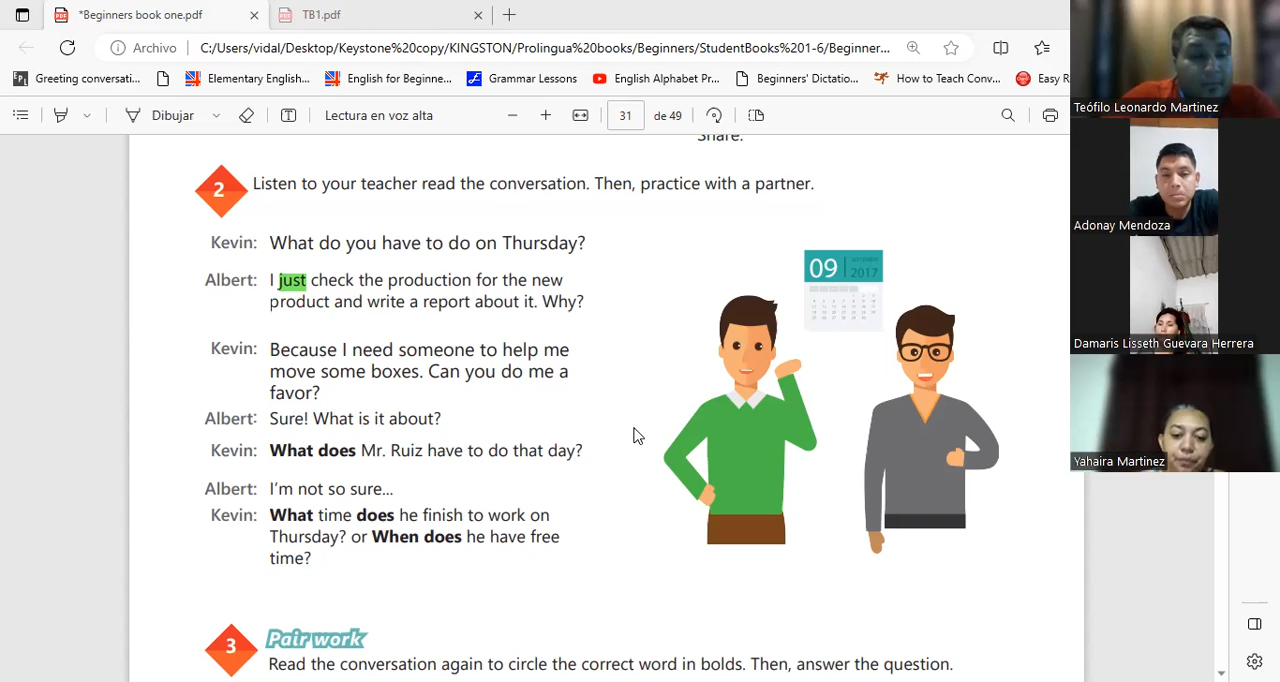 *Beginners book one.pdf
TB1.pdf
Archivo
C:/Users/vidal/Desktop/Keystone%20copy/KINGSTON/Prolingua%20books/Beginners/StudentBooks%201-6/Beginner...
Greeting conversati...
Elementary English...
English for Beginne...
Grammar Lessons
English Alphabet Pr...
Beginners' Dictatio...
How to Teach Conv...
Easy R
Dibujar
Lectura en voz alta
31 de 49
Share.
2 Listen to your teacher read the conversation. Then, practice with a partner.
Kevin: What do you have to do on Thursday?
Albert: I just check the production for the new
product and write a report about it. Why?
Kevin: Because I need someone to help me
move some boxes. Can you do me a
favor?
Albert: Sure! What is it about?
Kevin: What does Mr. Ruiz have to do that day?
Albert: I'm not so sure...
Kevin: What time does he finish to work on
Thursday? or When does he have free
time?
09
2017
3 Pair work
Read the conversation again to circle the correct word in bolds. Then, answer the question.
Teófilo Leonardo Martinez
Adonay Mendoza
Damaris Lisseth Guevara Herrera
Yahaira Martinez